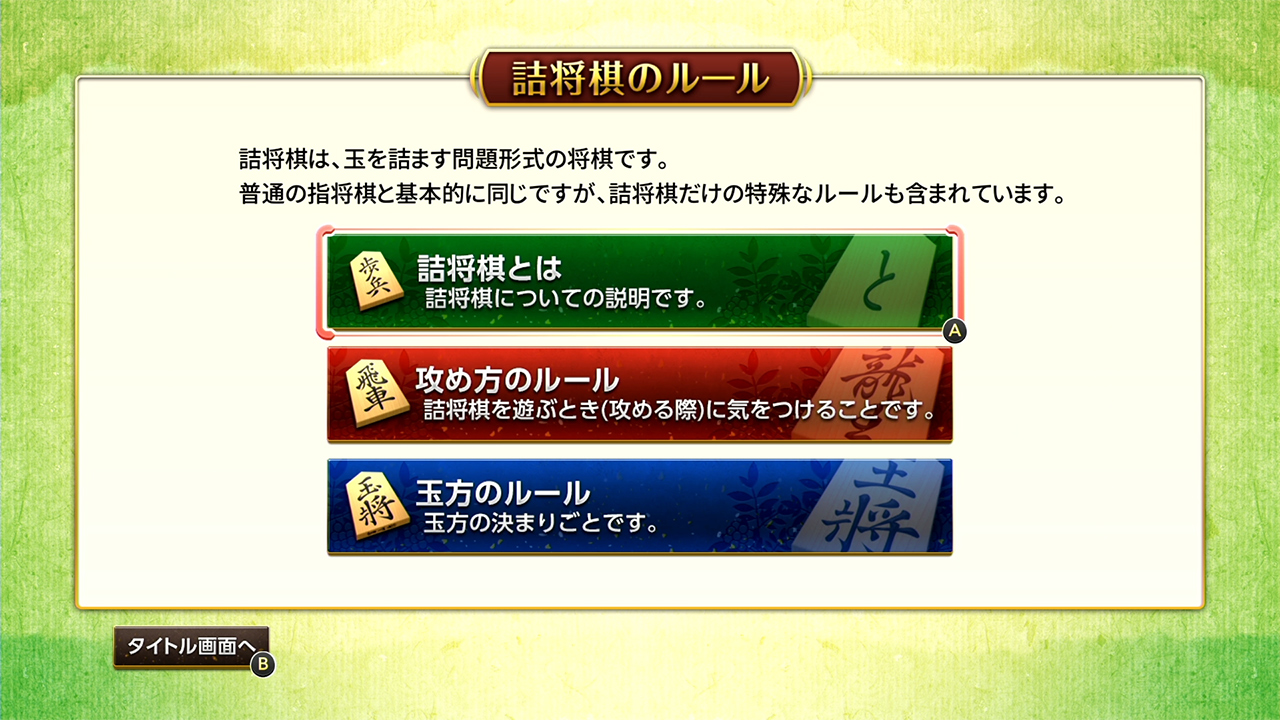 詰将棋のルール
詰将棋は、玉を詰ます問題形式の将棋です。
普通の指将棋と基本的に同じですが、詰将棋だけの特殊なルールも含まれています。
歩兵
詰将棋とは
詰将棋についての説明です。
と
A
飛車
攻め方のルール
詰将棋を遊ぶとき(攻める際)に気をつけることです。
龍王
玉将
玉方のルール
玉方の決まりごとです。
王将
タイトル画面へ
B